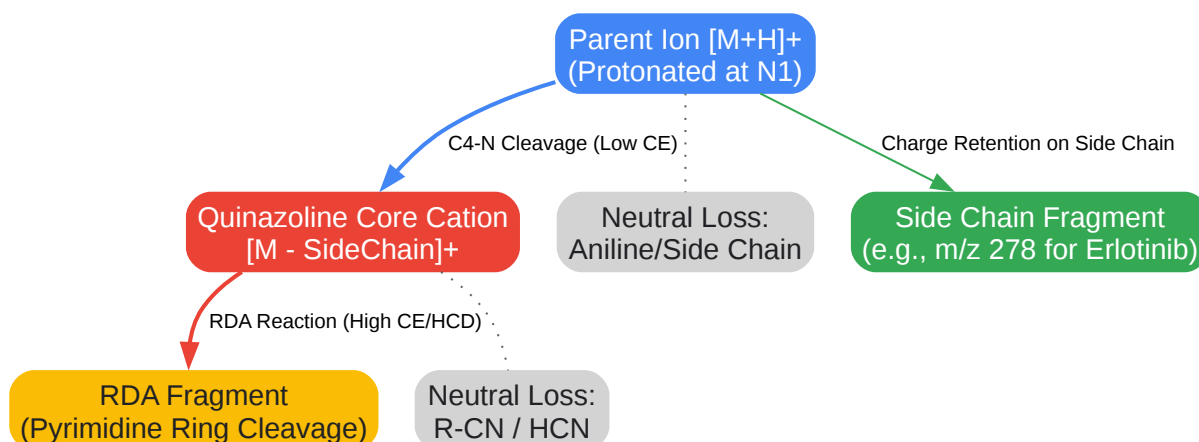 Parent Ion [M+H]+
(Protonated at N1)
C4-N Cleavage (Low CE)
Charge Retention on Side Chain
Quinazoline Core Cation
[M - SideChain]+
Neutral Loss:
Aniline/Side Chain
Side Chain Fragment
(e.g., m/z 278 for Erlotinib)
RDA Reaction (High CE/HCD)
RDA Fragment
(Pyrimidine Ring Cleavage)
Neutral Loss:
R-CN / HCN